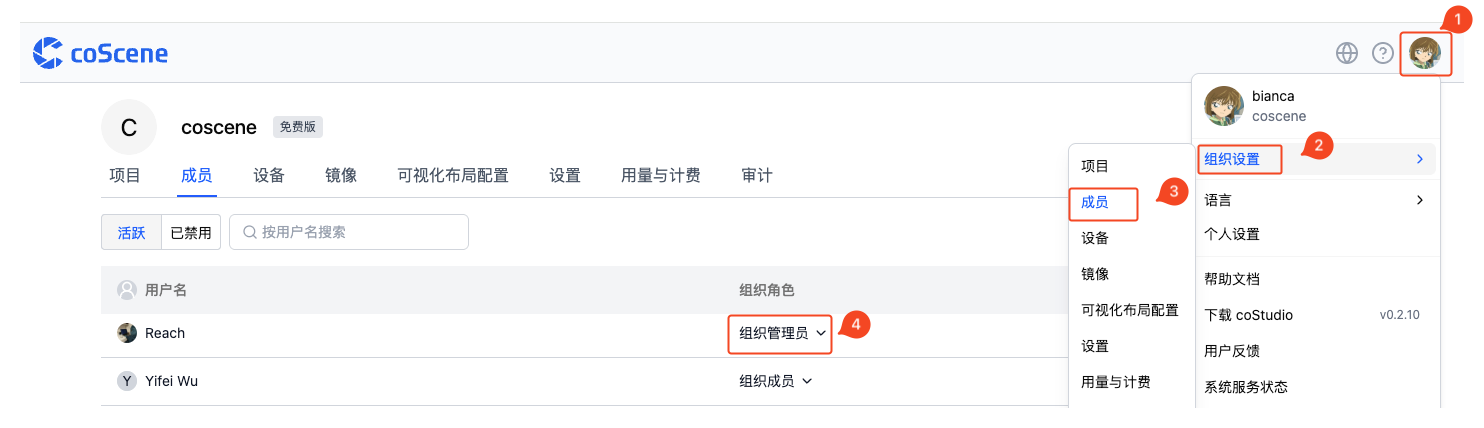 1
coScene
bianca
coscene
C
coscene 免费版
组织设置
2
项目 成员 设备 镜像 可视化布局配置 设置 用量与计费 审计
项目
成员
3
设备
镜像
可视化布局配置
设置
用量与计费
语言
个人设置
帮助文档
下载 coStudio v0.2.10
用户反馈
系统服务状态
活跃 已禁用 按用户名搜索
用户名 组织角色
Reach 组织管理员
4
Y Yifei Wu 组织成员